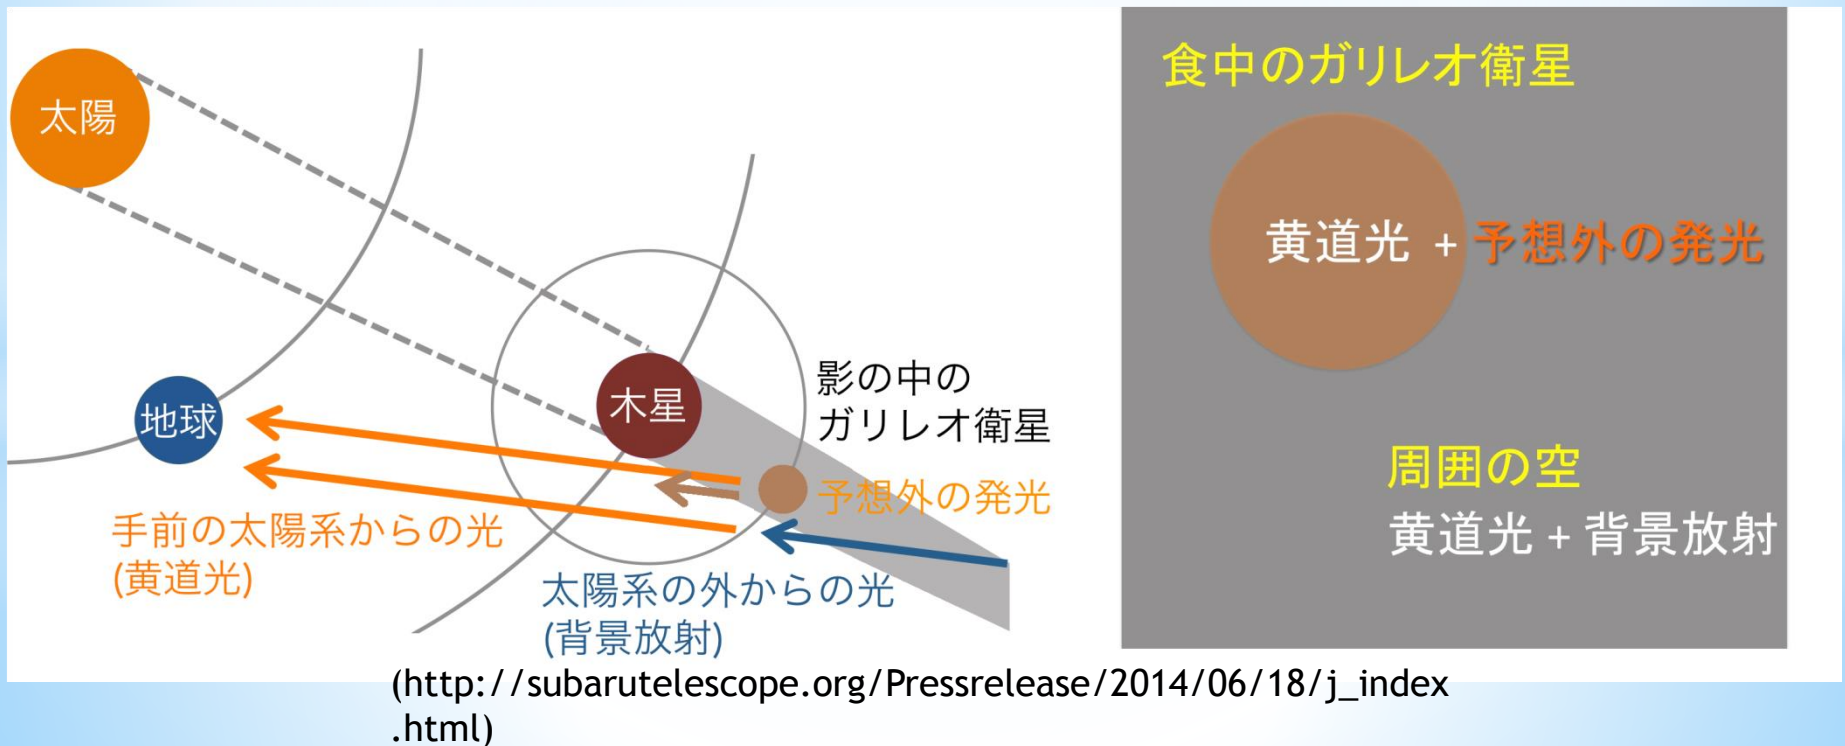 太陽
地球
木星
影の中の
ガリレオ衛星
予想外の発光
手前の太陽系からの光
(黄道光)
太陽系の外からの光
(背景放射)
食中のガリレオ衛星
黄道光 + 予想外の発光
周囲の空
黄道光 + 背景放射
(http://subarutelescope.org/Pressrelease/2014/06/18/j_index
.html)